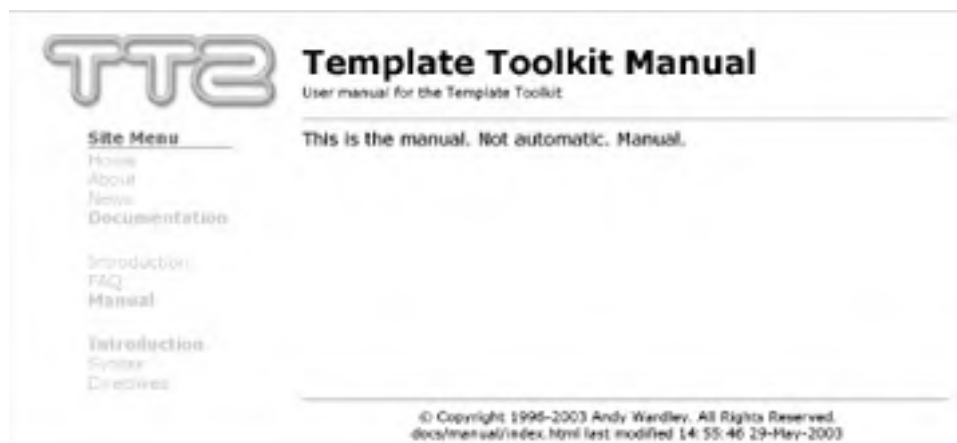 TT2
Template Toolkit Manual
User manual for the Template Toolkit
Site Menu
Home
About
News
Documentation
Introduction
FAQ
Manual
Introduction
Syntax
Directives
This is the manual. Not automatic. Manual.
© Copyright 1996-2003 Andy Wardley. All Rights Reserved.
docs/manual/index.html last modified 14:55:46 29-May-2003